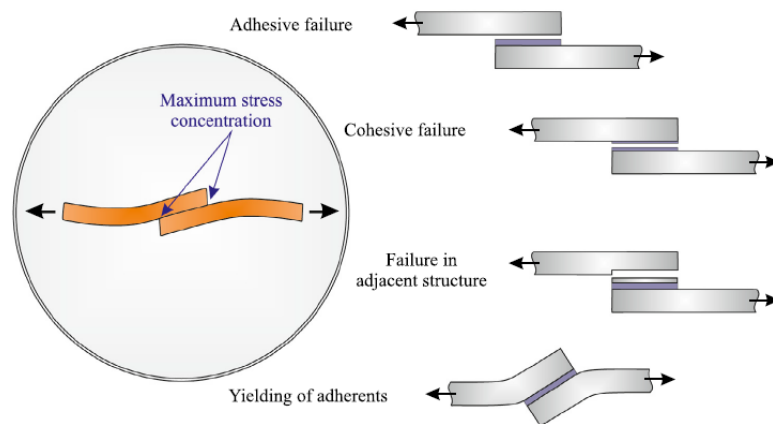 Adhesive failure
Maximum stress
concentration
Cohesive failure
Failure in
adjacent structure
Yielding of adherents